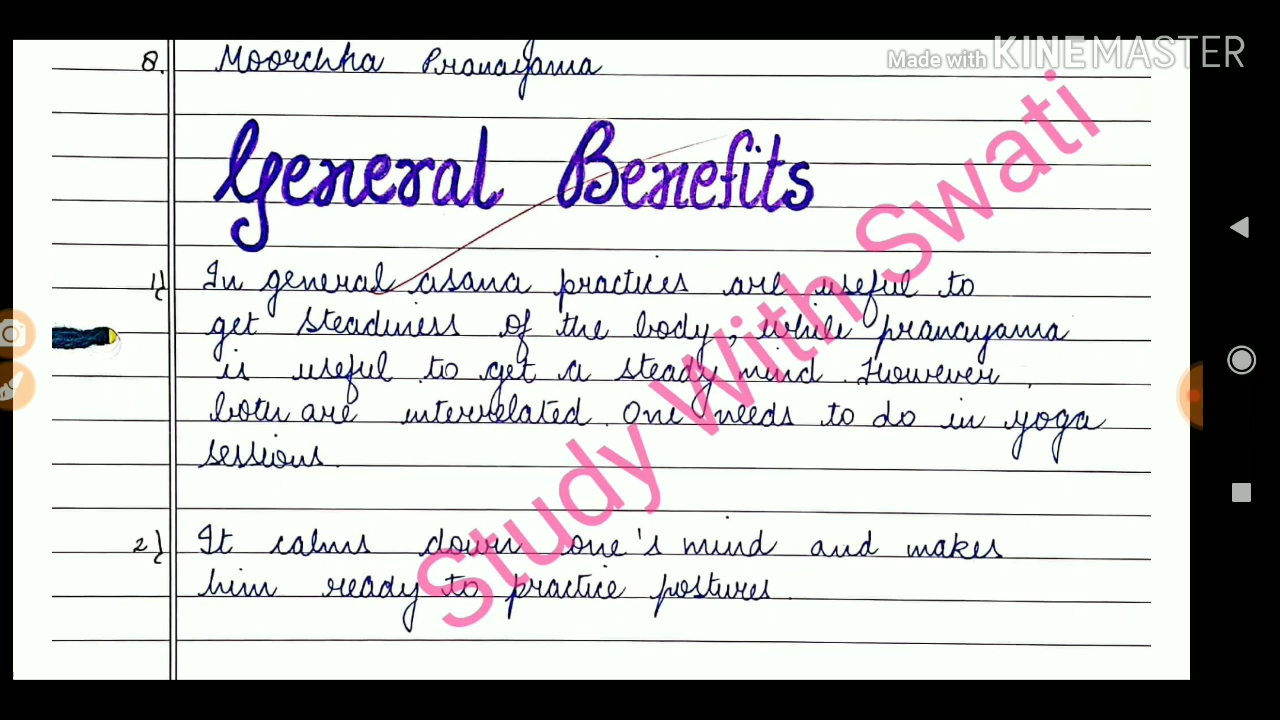 8. Moorchha Pranayama
Made with KINEMASTER
General Benefits
1} In general asana practices are useful to
get steadiness of the body, while pranayama
is useful to get a steady mind. However,
both are interrelated. One needs to do in yoga
sessions.
2} It calms down one's mind and makes
him ready to practice postures.
Study With Swati